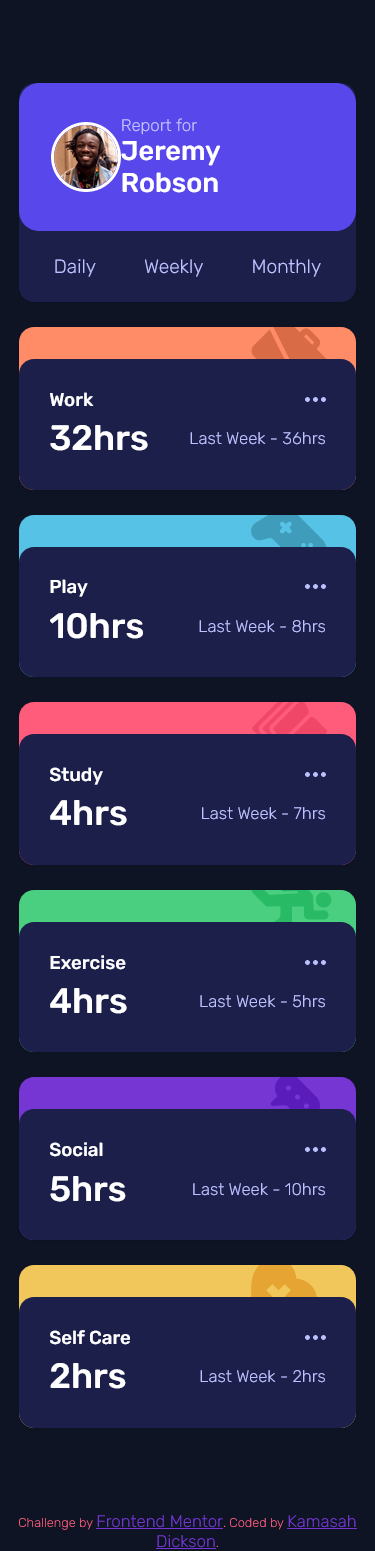 Report for
Jeremy
Robson
Daily Weekly Monthly
Work
32hrs Last Week - 36hrs
Play
10hrs Last Week - 8hrs
Study
4hrs Last Week - 7hrs
Exercise
4hrs Last Week - 5hrs
Social
5hrs Last Week - 10hrs
Self Care
2hrs Last Week - 2hrs
Challenge by Frontend Mentor. Coded by Kamasah
Dickson.